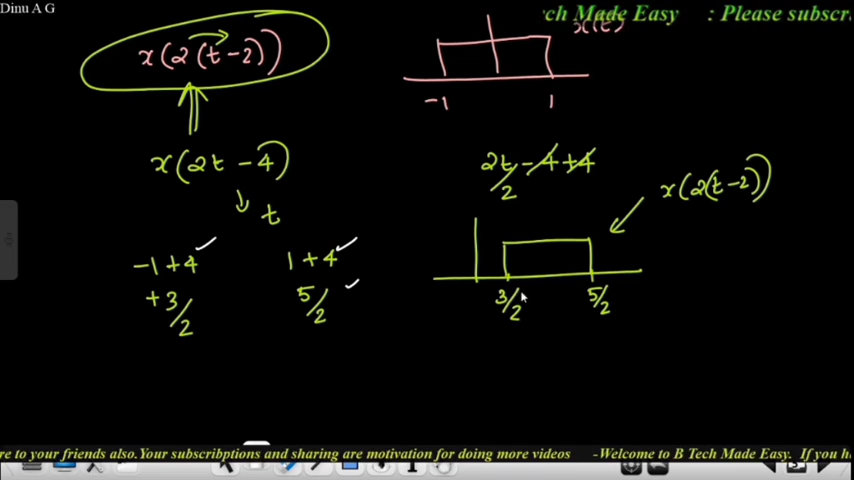 Dinu A G
ch Made Easy : Please subscr
x(2(t-2))
x(t)
-1
1
x(2t-4)
2t/2 -4 +4
x(2(t-2))
t
-1+4
1+4
+3/2
5/2
3/2
5/2
re to your friends also.Your subscribptions and sharing are motivation for doing more videos -Welcome to B Tech Made Easy. If you h